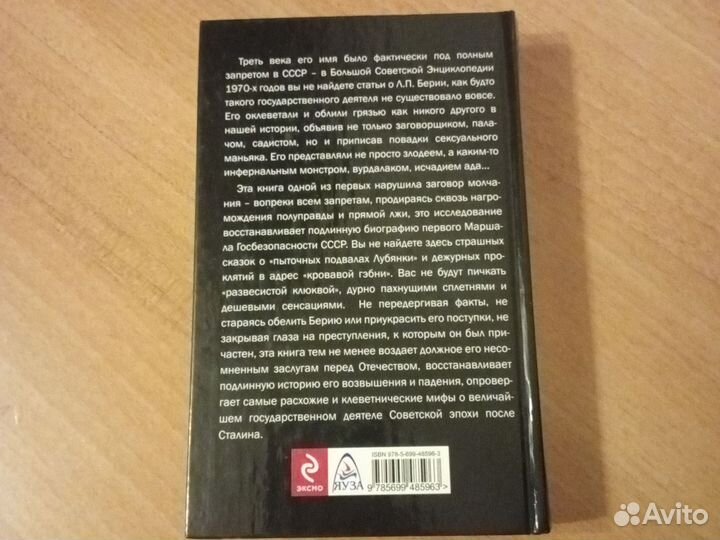 Треть века его имя было фактически под полным
запретом в СССР – в Большой Советской Энциклопедии
1970-х годов вы не найдете статьи о Л.П. Берии, как будто
такого государственного деятеля не существовало вовсе.
Его оклеветали и облили грязью как никого другого в
нашей истории, объявив не только заговорщиком, пала-
чом, садистом, но и приписав повадки сексуального
маньяка. Его представляли не просто злодеем, а каким-то
инфернальным монстром, вурдалаком, исчадием ада...
Эта книга одной из первых нарушила заговор молча-
ния – вопреки всем запретам, продираясь сквозь нагро-
мождения полуправды и прямой лжи, это исследование
восстанавливает подлинную биографию первого Марша-
ла Госбезопасности СССР. Вы не найдете здесь страшных
сказок о «пыточных подвалах Лубянки» и дежурных про-
клятий в адрес «кровавой гэбни». Вас не будут пичкать
«развесистой клюквой», дурно пахнущими сплетнями и
дешевыми сенсациями. Не передергивая факты, не
стараясь обелить Берию или приукрасить его поступки, не
закрывая глаза на преступления, к которым он был при-
частен, эта книга тем не менее воздает должное его несо-
мненным заслугам перед Отечеством, восстанавливает
подлинную историю его возвышения и падения, опровер-
гает самые расхожие и клеветнические мифы о величай-
шем государственном деятеле Советской эпохи после
Сталина.
ЭКСМО
ЯУЗА
ISBN 978-5-699-48596-3
9 785699 485963 >
Avito